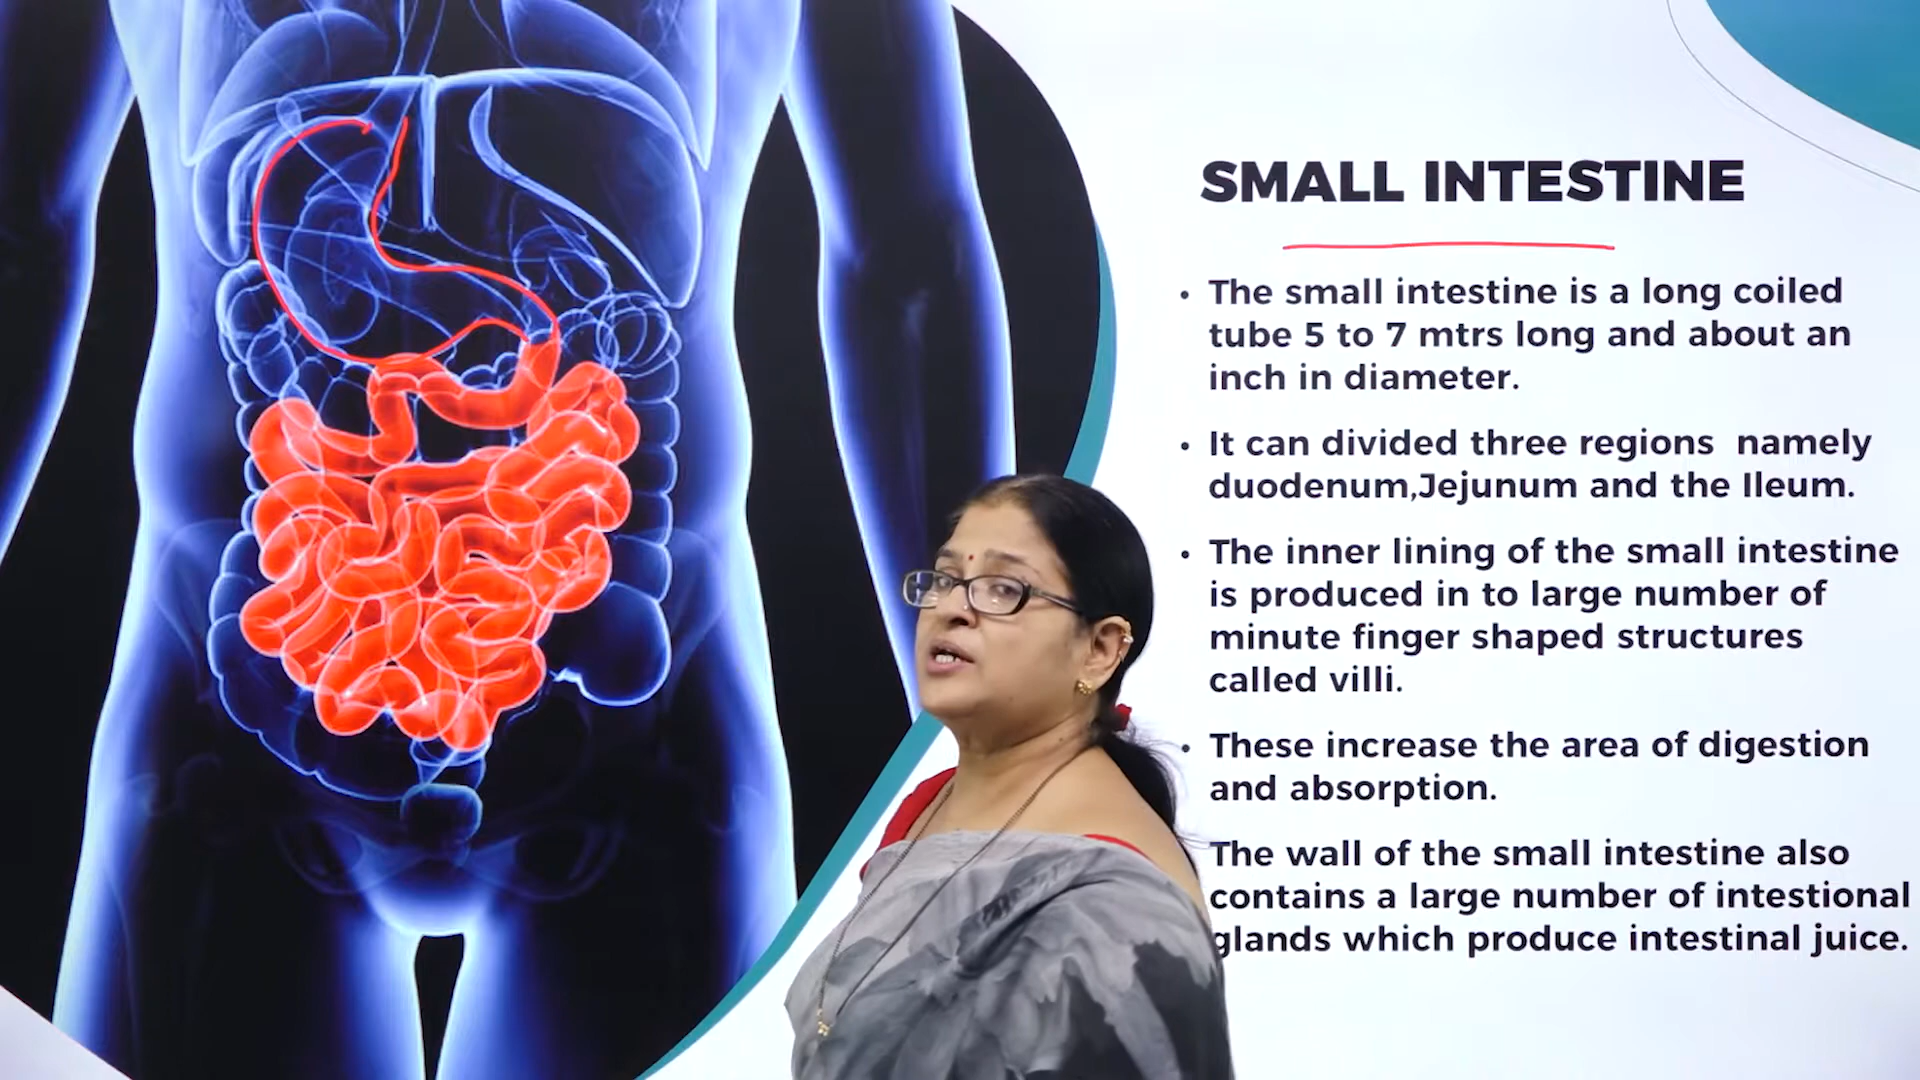 SMALL INTESTINE
• The small intestine is a long coiled
tube 5 to 7 mtrs long and about an
inch in diameter.
• It can divided three regions namely
duodenum,Jejunum and the Ileum.
• The inner lining of the small intestine
is produced in to large number of
minute finger shaped structures
called villi.
• These increase the area of digestion
and absorption.
The wall of the small intestine also
contains a large number of intestional
glands which produce intestinal juice.